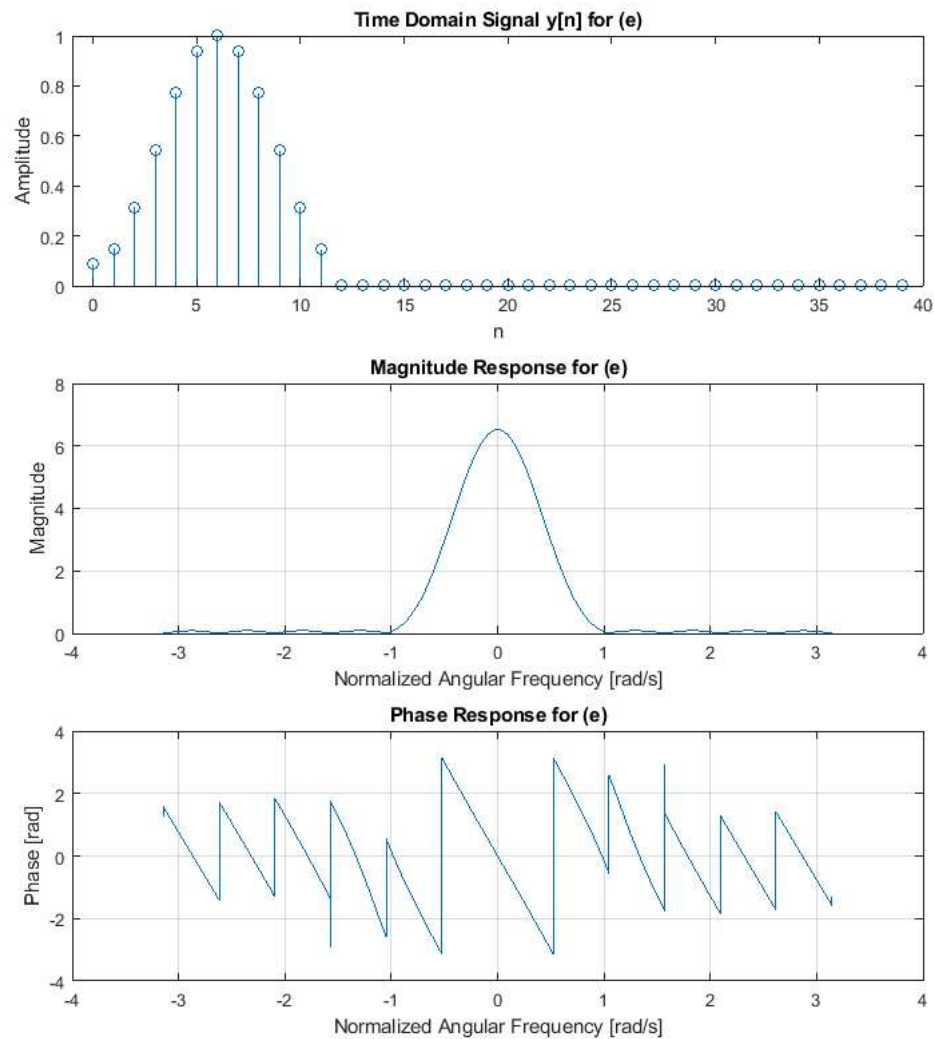 Time Domain Signal y[n] for (e)
1
0.8
0.6
0.4
0.2
0
Amplitude
0 5 10 15 20 25 30 35 40
n
Magnitude Response for (e)
8
6
4
2
0
Magnitude
-4 -3 -2 -1 0 1 2 3 4
Normalized Angular Frequency [rad/s]
Phase Response for (e)
4
2
0
-2
-4
Phase [rad]
-4 -3 -2 -1 0 1 2 3 4
Normalized Angular Frequency [rad/s]